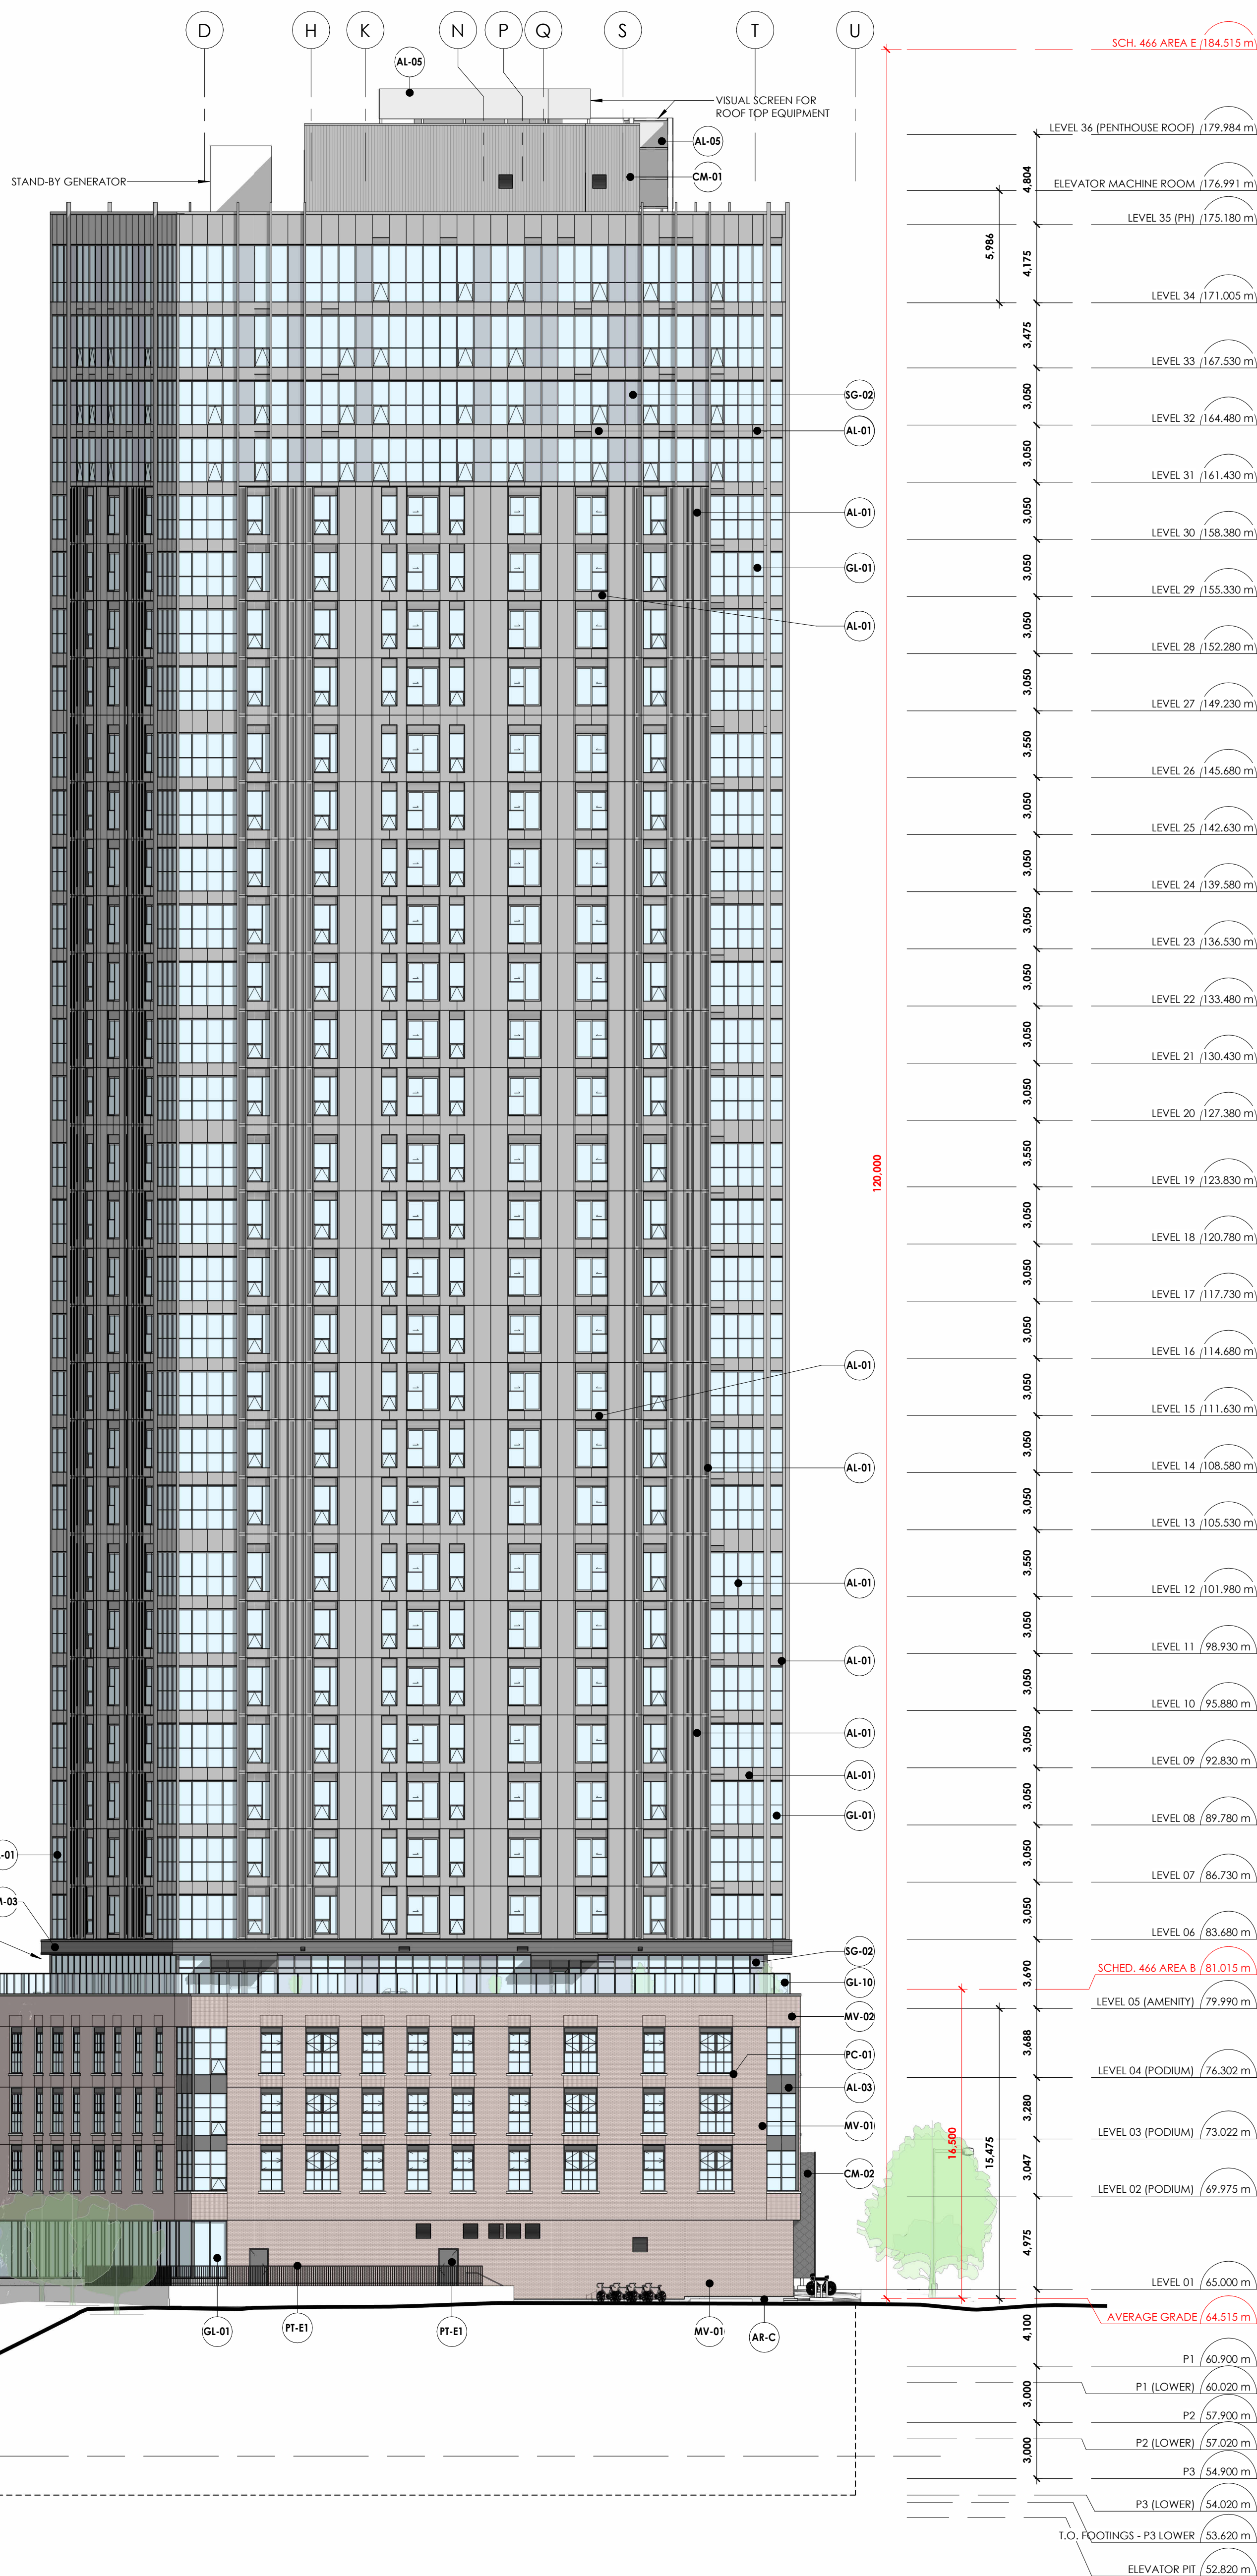 D
H
K
N
P
Q
S
T
U
SCH. 466 AREA E 184.515 m
AL-05
VISUAL SCREEN FOR
ROOF TOP EQUIPMENT
LEVEL 36 (PENTHOUSE ROOF) 179.984 m
AL-05
STAND-BY GENERATOR
CM-01
4,804
ELEVATOR MACHINE ROOM 176.991 m
LEVEL 35 (PH) 175.180 m
5,986
4,175
LEVEL 34 171.005 m
3,475
LEVEL 33 167.530 m
SG-02
3,050
LEVEL 32 164.480 m
AL-01
3,050
LEVEL 31 161.430 m
AL-01
3,050
LEVEL 30 158.380 m
GL-01
3,050
LEVEL 29 155.330 m
AL-01
3,050
LEVEL 28 152.280 m
3,050
LEVEL 27 149.230 m
3,550
LEVEL 26 145.680 m
3,050
LEVEL 25 142.630 m
3,050
LEVEL 24 139.580 m
3,050
LEVEL 23 136.530 m
3,050
LEVEL 22 133.480 m
3,050
LEVEL 21 130.430 m
3,050
LEVEL 20 127.380 m
3,550
120,000
LEVEL 19 123.830 m
3,050
LEVEL 18 120.780 m
3,050
LEVEL 17 117.730 m
3,050
LEVEL 16 114.680 m
AL-01
3,050
LEVEL 15 111.630 m
3,050
LEVEL 14 108.580 m
AL-01
3,050
LEVEL 13 105.530 m
3,550
AL-01
LEVEL 12 101.980 m
3,050
LEVEL 11 98.930 m
AL-01
3,050
LEVEL 10 95.880 m
AL-01
3,050
LEVEL 09 92.830 m
AL-01
3,050
GL-01
LEVEL 08 89.780 m
-01
3,050
LEVEL 07 86.730 m
-03
3,050
LEVEL 06 83.680 m
SG-02
3,690
SCHED. 466 AREA B 81.015 m
GL-10
LEVEL 05 (AMENITY) 79.990 m
MV-02
3,688
PC-01
LEVEL 04 (PODIUM) 76.302 m
AL-03
3,280
MV-01
LEVEL 03 (PODIUM) 73.022 m
16,500
15,475
3,047
CM-02
LEVEL 02 (PODIUM) 69.975 m
4,975
LEVEL 01 65.000 m
AVERAGE GRADE 64.515 m
GL-01
PT-E1
PT-E1
MV-01
AR-C
4,100
P1 60.900 m
P1 (LOWER) 60.020 m
3,000
P2 57.900 m
P2 (LOWER) 57.020 m
3,000
P3 54.900 m
P3 (LOWER) 54.020 m
T.O. FOOTINGS - P3 LOWER 53.620 m
ELEVATOR PIT 52.820 m